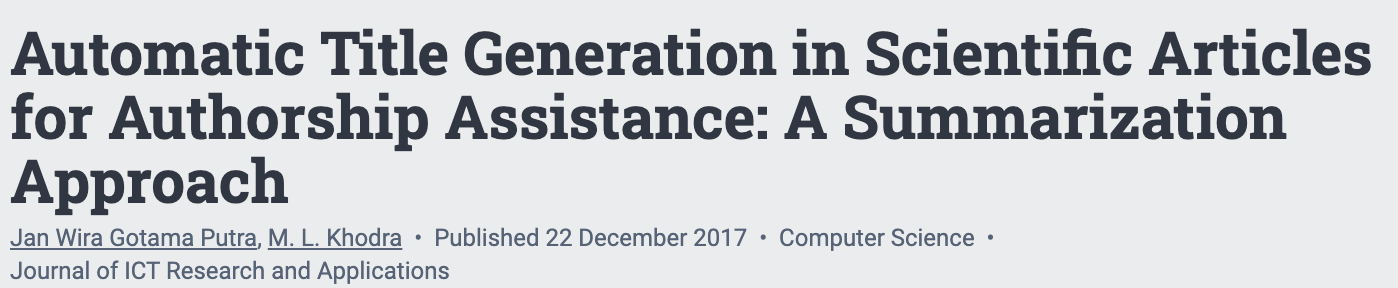 Automatic Title Generation in Scientific Articles
for Authorship Assistance: A Summarization
Approach
Jan Wira Gotama Putra, M. L. Khodra • Published 22 December 2017 • Computer Science •
Journal of ICT Research and Applications